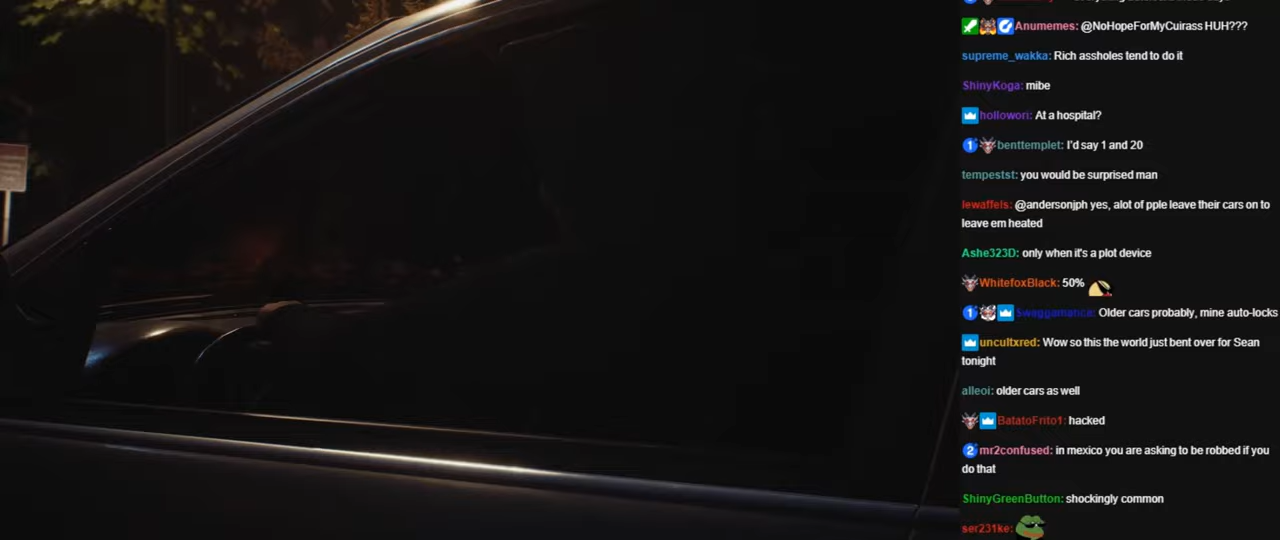 Anumemes: @NoHopeForMyCuirass HUH???
supreme_wakka: Rich assholes tend to do it
ShinyKoga: mibe
hollowori: At a hospital?
1 benttemplet: I'd say 1 and 20
tempestst: you would be surprised man
lewaffels: @andersonjph yes, alot of pple leave their cars on to
leave em heated
Ashe323D: only when it's a plot device
WhitefoxBlack: 50%
1 Older cars probably, mine auto-locks
uncultxred: Wow so this the world just bent over for Sean
tonight
alleoi: older cars as well
BatatoFrito1: hacked
2 mr2confused: in mexico you are asking to be robbed if you
do that
ShinyGreenButton: shockingly common
ser231ke: